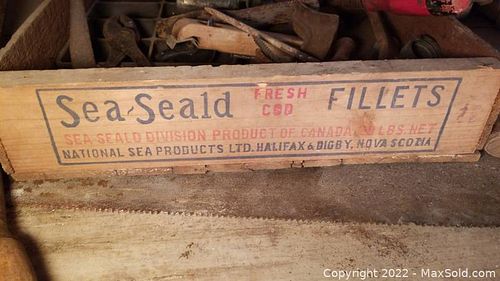 Sea-Seald FRESH COD FILLETS
SEA-SEALD DIVISION PRODUCT OF CANADA LBS. NET
NATIONAL SEA PRODUCTS LTD. HALIFAX & DIGBY, NOVA SCOTIA
Copyright 2022 - MaxSold.com